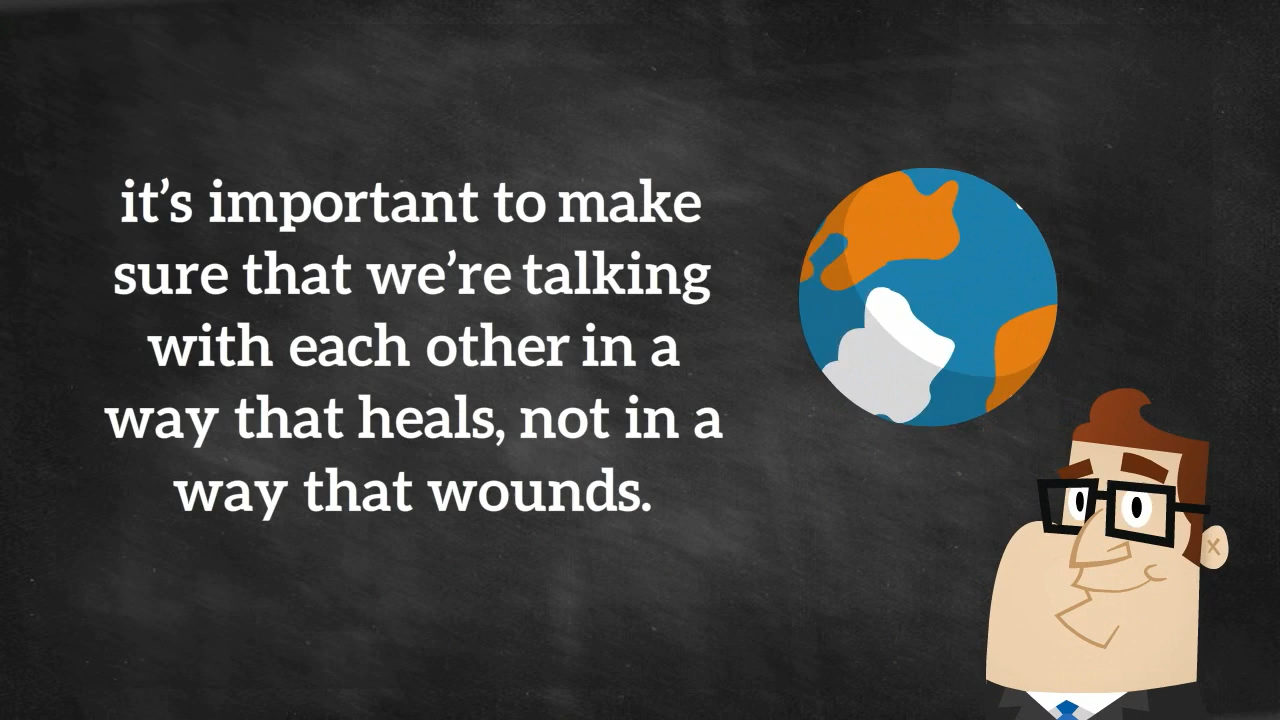 it’s important to make
sure that we’re talking
with each other in a
way that heals, not in a
way that wounds.